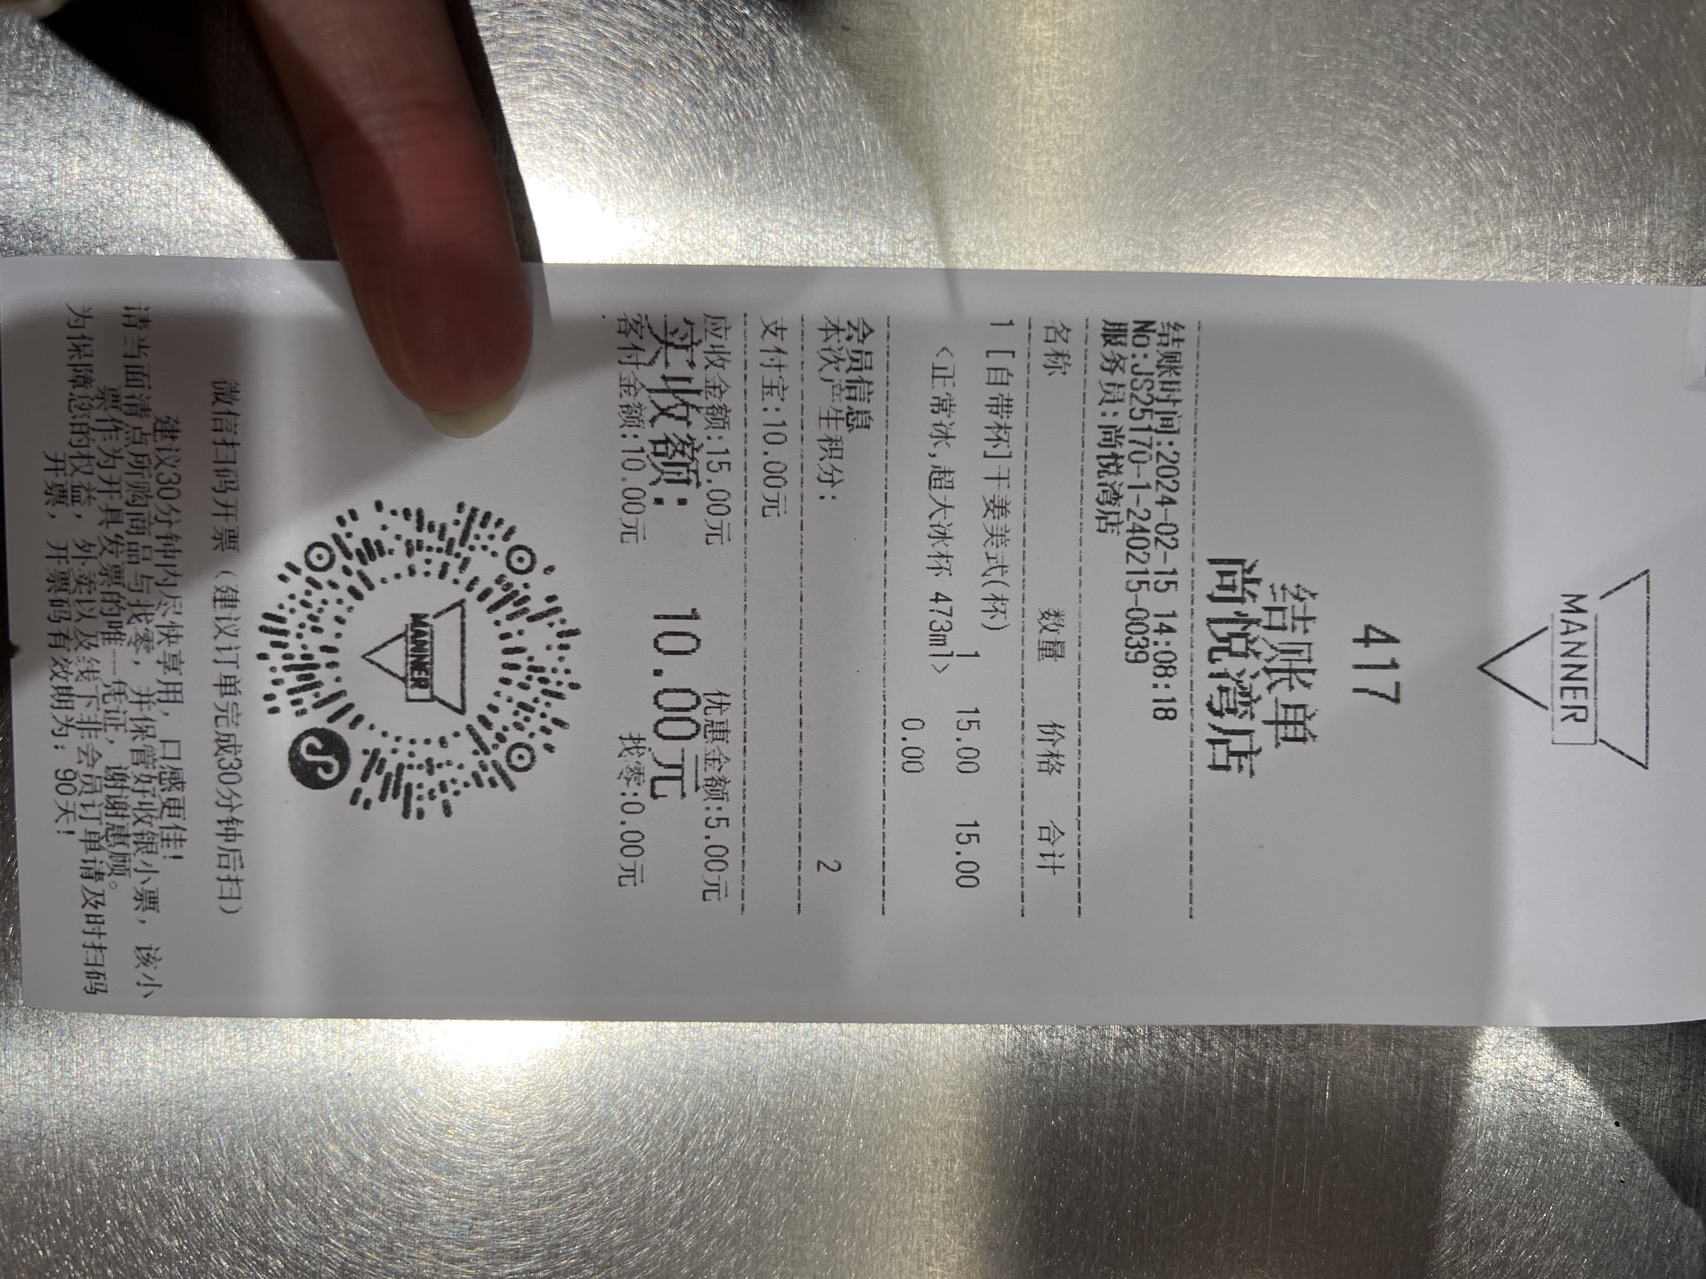 MANNER
417
结账单
尚悦湾店
结账时间:2024-02-15 14:08:18
No:JS25170-1-240215-0039
服务员:尚悦湾店
名称 数量 价格 合计
1 [自带杯]干姜美式(杯)
1 15.00 15.00
<正常冰,超大冰杯 473ml>
0.00
会员信息
本次产生积分: 2
支付宝:10.00元
应收金额:15.00元 优惠金额:5.00元
实收额: 10.00元
客付金额:10.00元 找零:0.00元
MANNER
微信扫码开票（建议订单完成30分钟后扫）
建议30分钟内尽快享用，口感更佳!
请当面清点所购商品与找零，并保管好收银小票，该小
票作为开具发票的唯一凭证，谢谢惠顾。
为保障您的权益，外卖以及线下非会员订单请及时扫码
开票，开票码有效期为：90天!